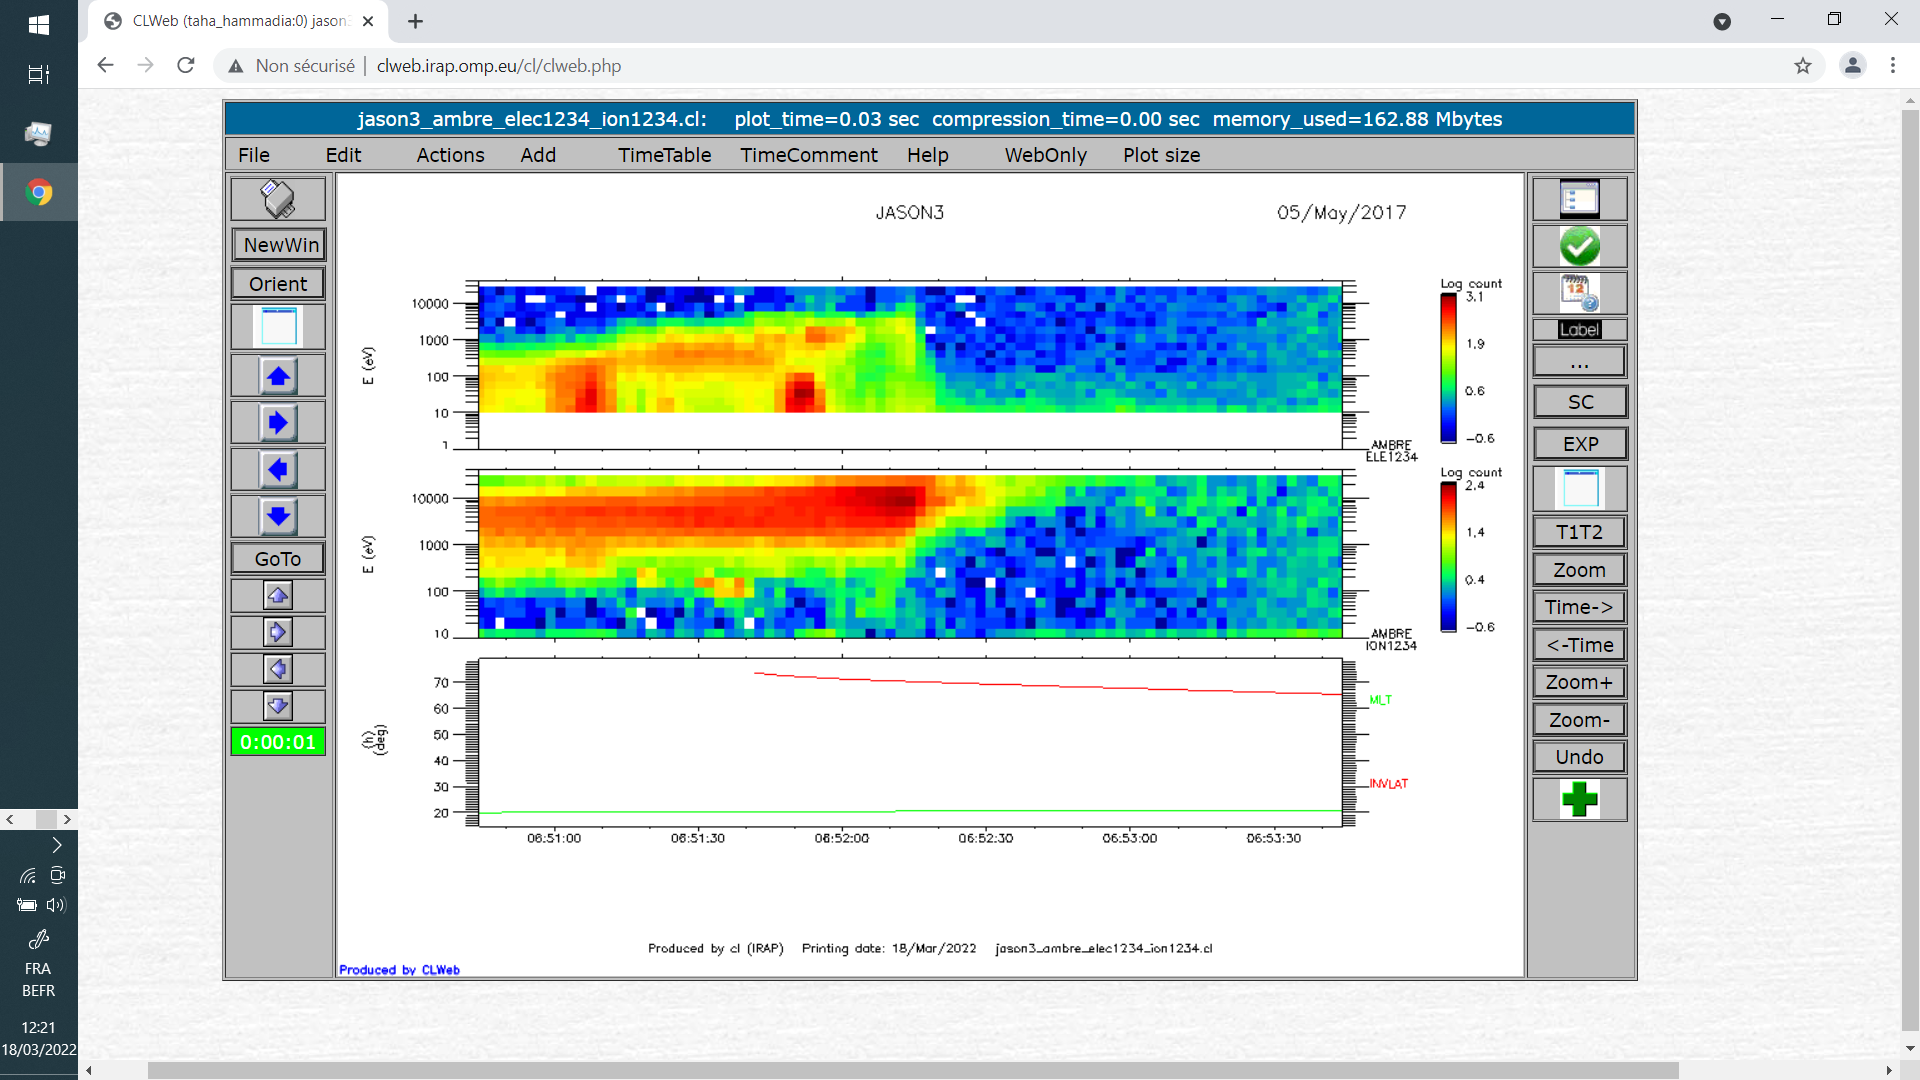 CLWeb (taha_hammadia:0) jason3
Non sécurisé | clweb.irap.omp.eu/cl/clweb.php
jason3_ambre_elec1234_ion1234.cl: plot_time=0.03 sec compression_time=0.00 sec memory_used=162.88 Mbytes
File Edit Actions Add TimeTable TimeComment Help WebOnly Plot size
NewWin
Orient
GoTo
0:00:01
JASON3 05/May/2017
Log count
3.1
1.9
0.6
-0.6
10000
1000
100
10
1
E (eV)
AMBRE
ELE1234
Log count
2.4
1.4
0.4
-0.6
10000
1000
100
10
E (eV)
AMBRE
ION1234
70
60
50
40
30
20
(h)
(deg)
MLT
INVLAT
06:51:00 06:51:30 06:52:00 06:52:30 06:53:00 06:53:30
Produced by cl (IRAP) Printing date: 18/Mar/2022 jason3_ambre_elec1234_ion1234.cl
Produced by CLWeb
12
Label
...
SC
EXP
T1T2
Zoom
Time->
<-Time
Zoom+
Zoom-
Undo
FRA
BEFR
12:21
18/03/2022